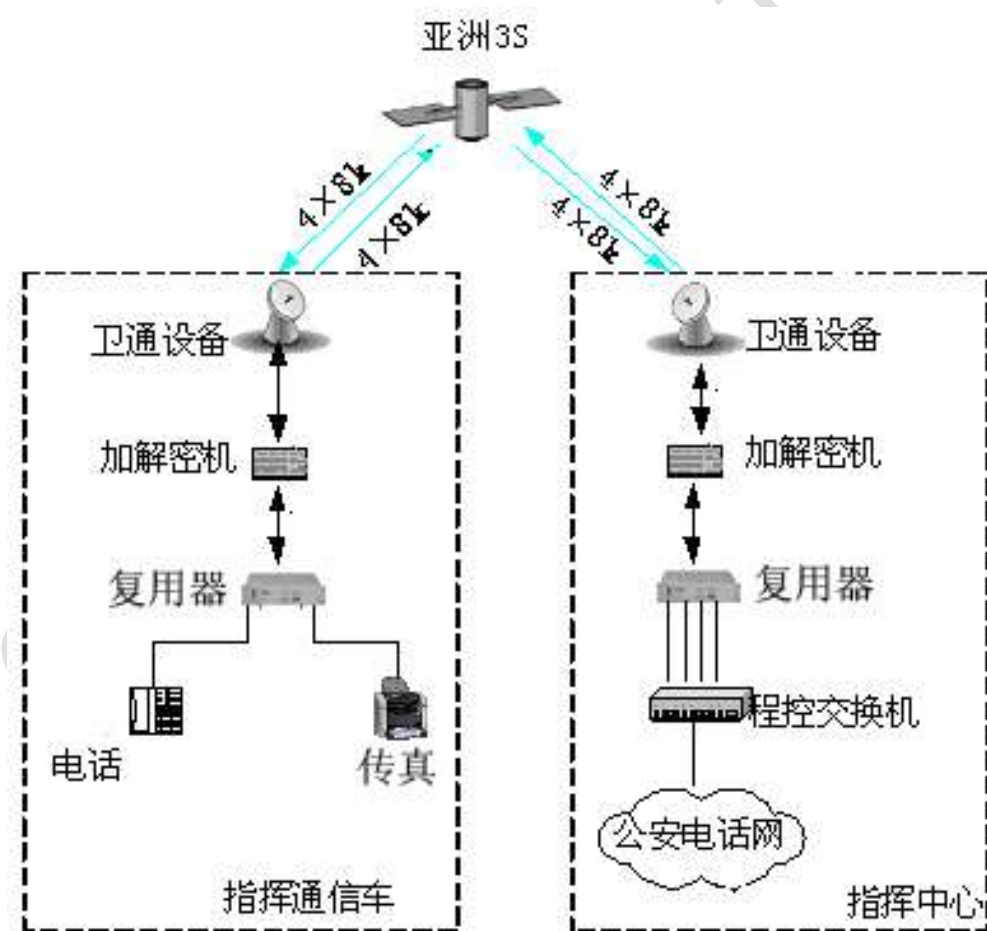 亚洲3S
4×8k
4×8k
4×8k
4×8k
卫通设备
卫通设备
加解密机
加解密机
复用器
复用器
程控交换机
电话
传真
公安电话网
指挥通信车
指挥中心